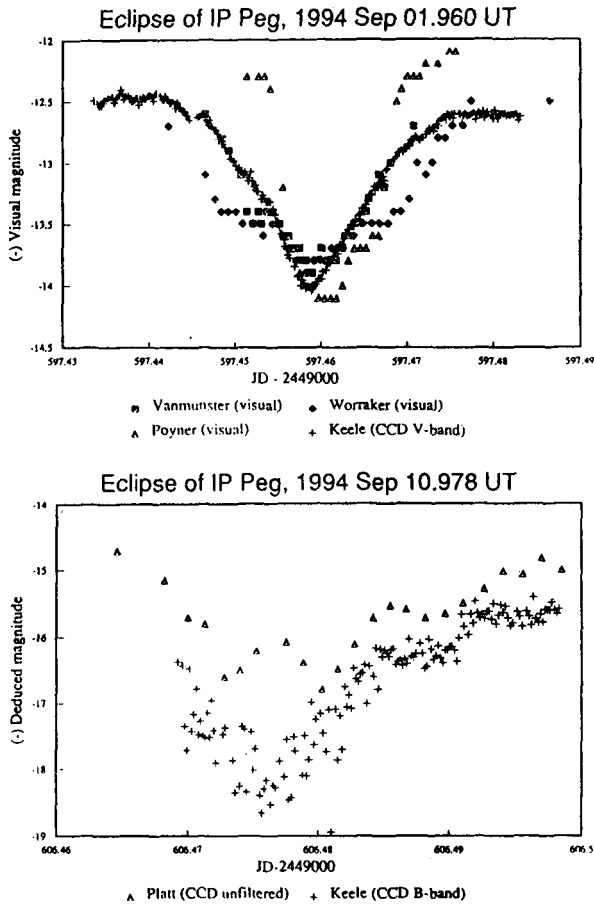 Eclipse of IP Peg, 1994 Sep 01.960 UT
-12
-12.5
-13
-13.5
-14
-14.5
(-) Visual magnitude
597.43 597.44 597.45 597.46 597.47 597.48 597.49
JD - 2449000
Vanmunster (visual) Worraker (visual)
Poyner (visual) Keele (CCD V-band)
Eclipse of IP Peg, 1994 Sep 10.978 UT
-14
-15
-16
-17
-18
-19
(-) Deduced magnitude
606.46 606.47 606.48 606.49 606.5
JD-2449000
Platt (CCD unfiltered) Keele (CCD B-band)